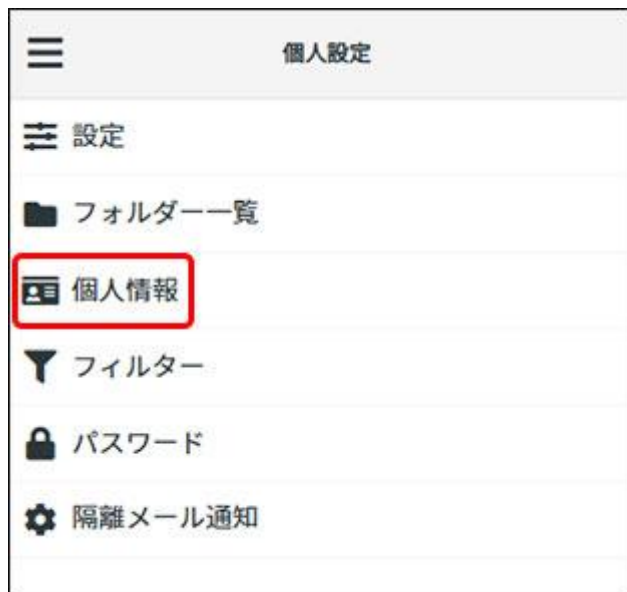 個人設定
設定
フォルダー一覧
個人情報
フィルター
パスワード
隔離メール通知